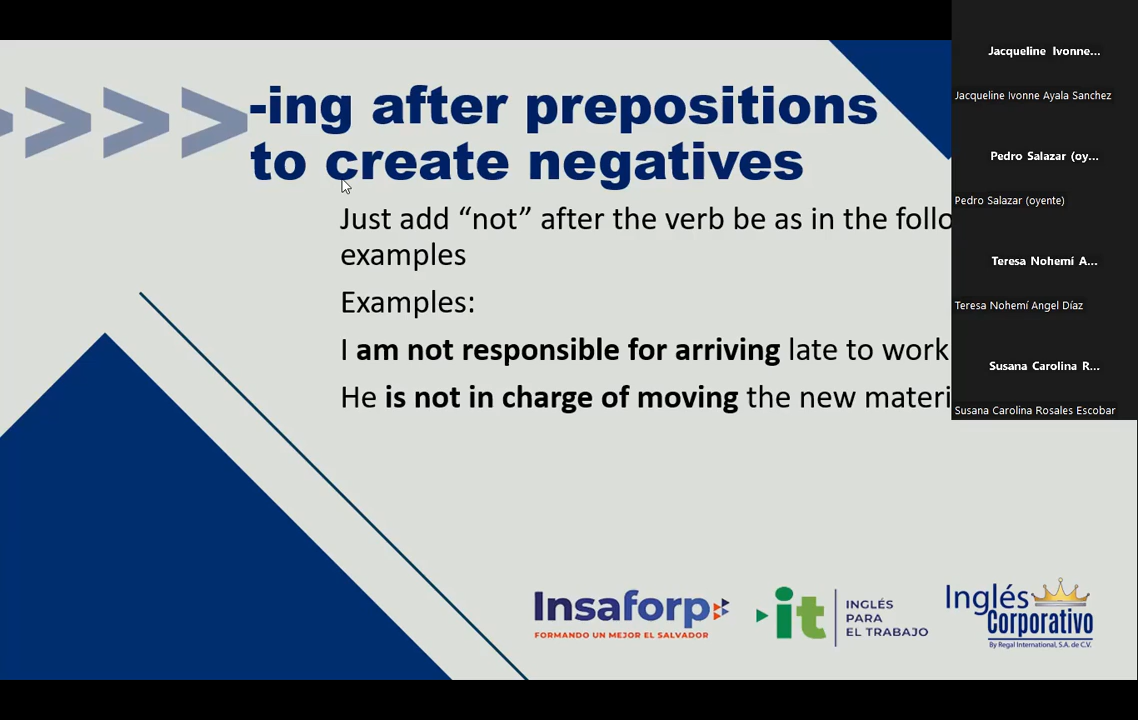 -ing after prepositions
to create negatives
Just add “not” after the verb be as in the follo
examples
Examples:
I am not responsible for arriving late to work
He is not in charge of moving the new materi
Jacqueline Ivonne...
Jacqueline Ivonne Ayala Sanchez
Pedro Salazar (oy...
Pedro Salazar (oyente)
Teresa Nohemí A...
Teresa Nohemí Angel Díaz
Susana Carolina R...
Susana Carolina Rosales Escobar
Insaforp
FORMANDO UN MEJOR EL SALVADOR
it
INGLÉS
PARA
EL TRABAJO
Inglés
Corporativo
By Regal International, S.A. de C.V.